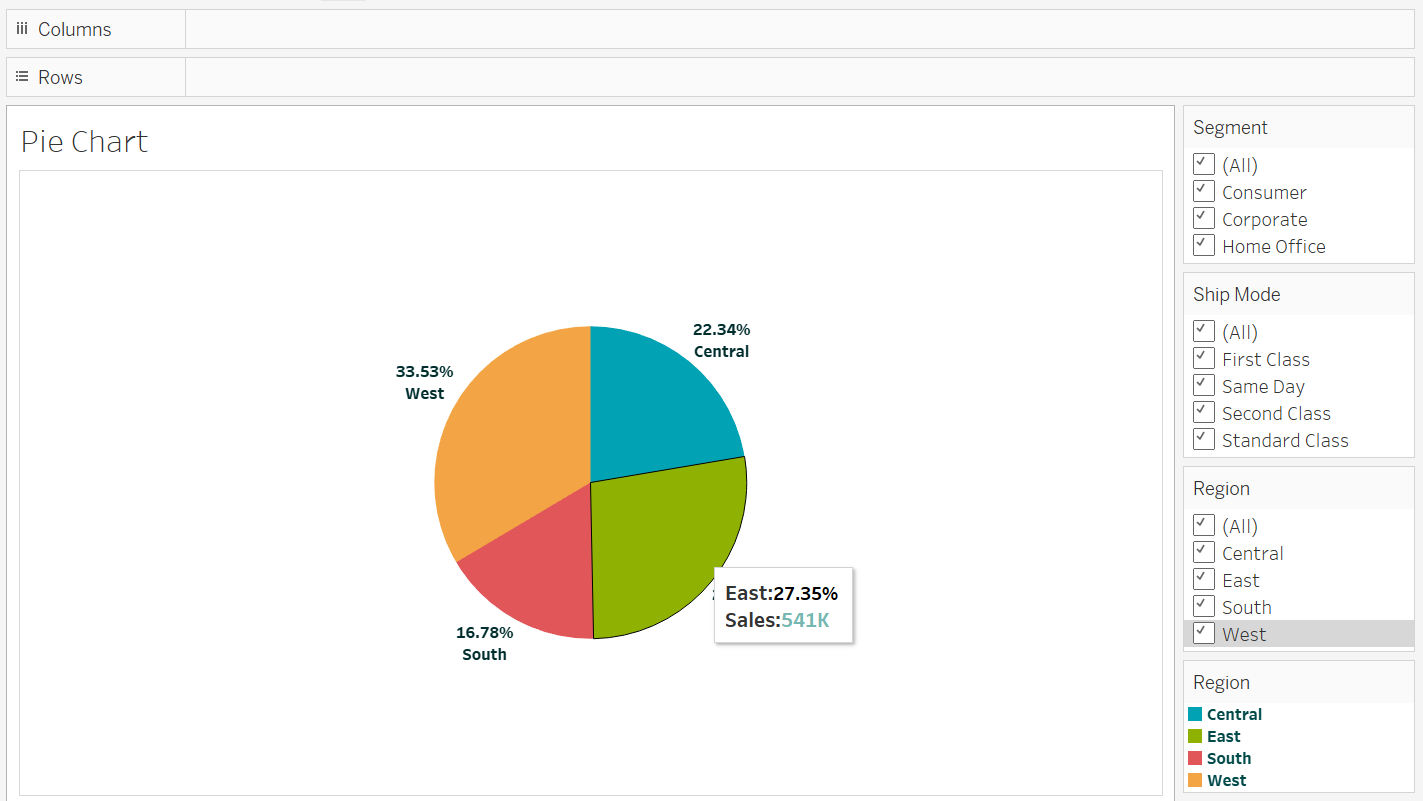 Columns
Rows
Pie Chart
22.34%
Central
33.53%
West
East:27.35%
Sales:541K
16.78%
South
Segment
(All)
Consumer
Corporate
Home Office
Ship Mode
(All)
First Class
Same Day
Second Class
Standard Class
Region
(All)
Central
East
South
West
Region
Central
East
South
West